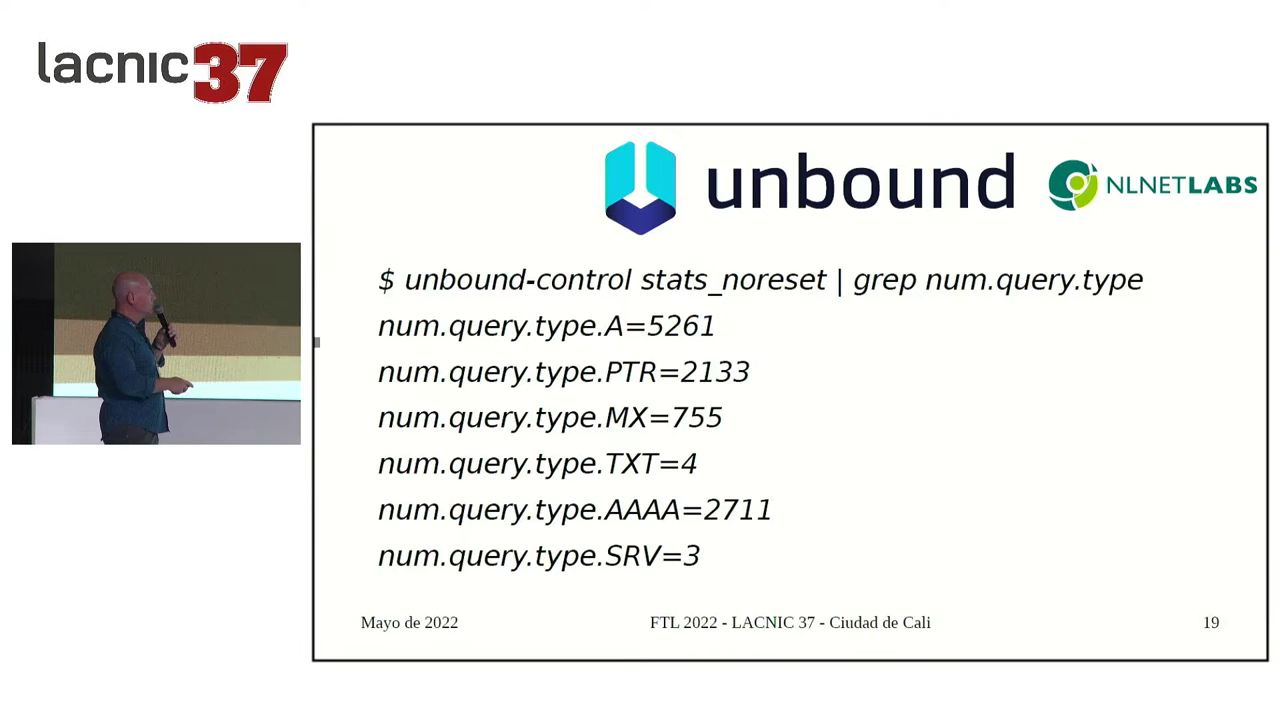 lacnic37
unbound
NLNETLABS
$ unbound-control stats_noreset | grep num.query.type
num.query.type.A=5261
num.query.type.PTR=2133
num.query.type.MX=755
num.query.type.TXT=4
num.query.type.AAAA=2711
num.query.type.SRV=3
Mayo de 2022
FTL 2022 - LACNIC 37 - Ciudad de Cali
19